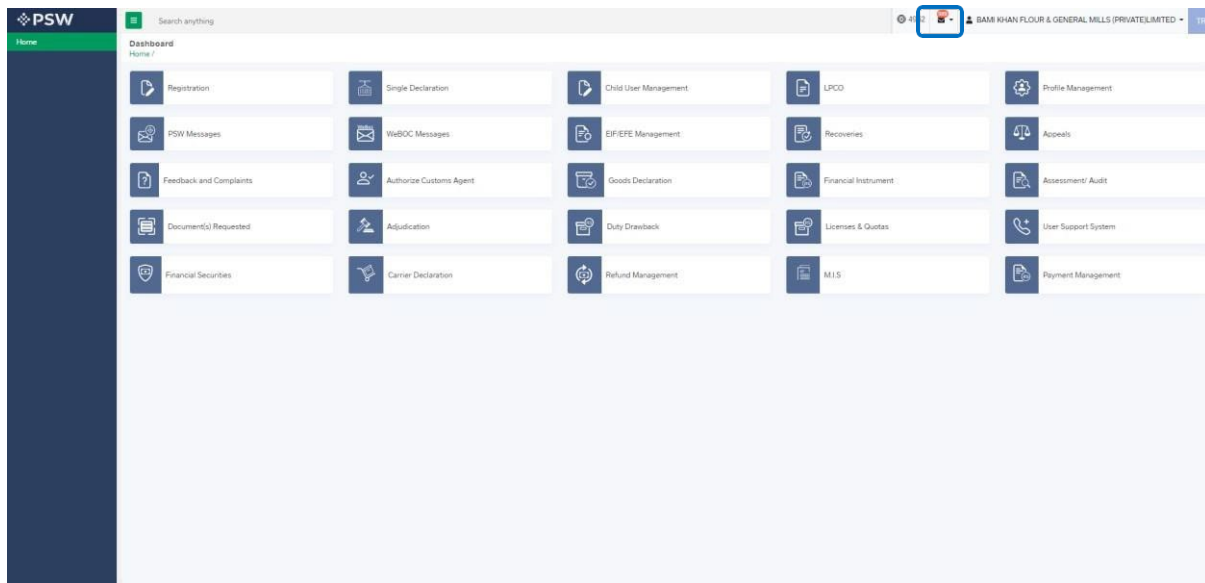 PSW
Search anything
BAMI KHAN FLOUR & GENERAL MILLS (PRIVATE)LIMITED
TR
Home
Dashboard
Home /
Registration
Single Declaration
Child User Management
LPCO
Profile Management
PSW Messages
WeBOC Messages
EIF/EFE Management
Recoveries
Appeals
Feedback and Complaints
Authorize Customs Agent
Goods Declaration
Financial Instrument
Assessment/ Audit
Document(s) Requested
Adjudication
Duty Drawback
Licenses & Quotas
User Support System
Financial Securities
Carrier Declaration
Refund Management
M.I.S
Payment Management